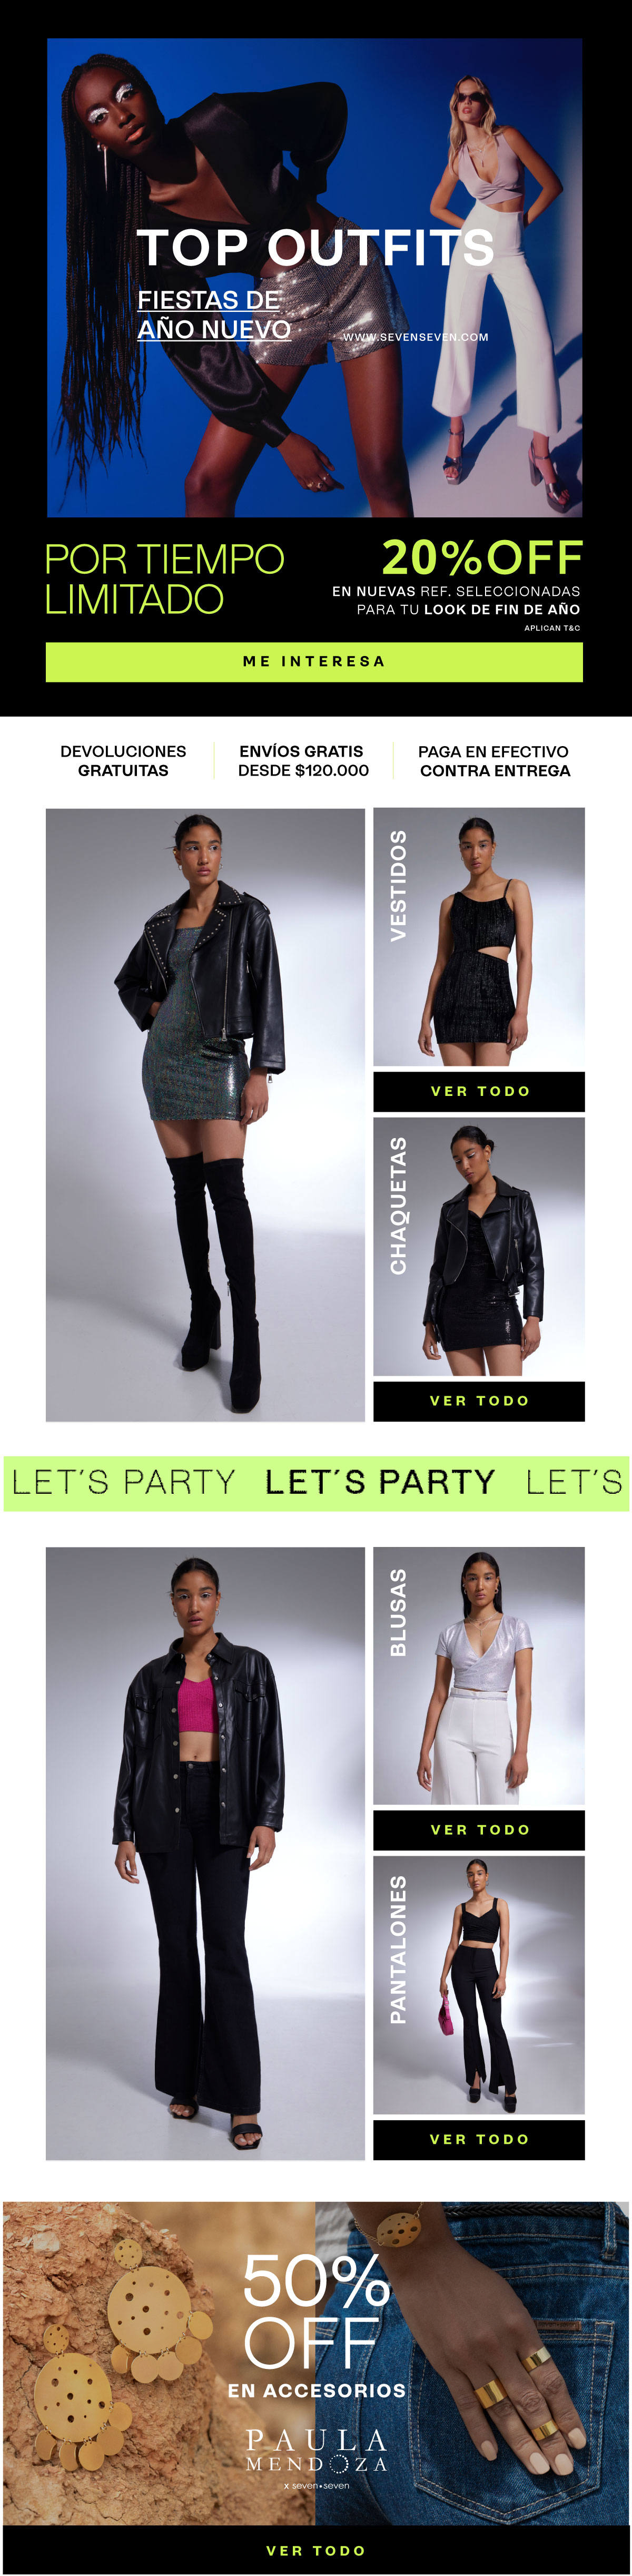 TOP OUTFITS
FIESTAS DE
AÑO NUEVO
WWW.SEVENSEVEN.COM
POR TIEMPO
LIMITADO
20%OFF
EN NUEVAS REF. SELECCIONADAS
PARA TU LOOK DE FIN DE AÑO
APLICAN T&C
ME INTERESA
DEVOLUCIONES
GRATUITAS
ENVÍOS GRATIS
DESDE $120.000
PAGA EN EFECTIVO
CONTRA ENTREGA
VESTIDOS
VER TODO
CHAQUETAS
VER TODO
LET´S PARTY LET´S PARTY LET´S
BLUSAS
VER TODO
PANTALONES
VER TODO
50%
OFF
EN ACCESORIOS
PAULA
MENDOZA
x seven•seven
VER TODO